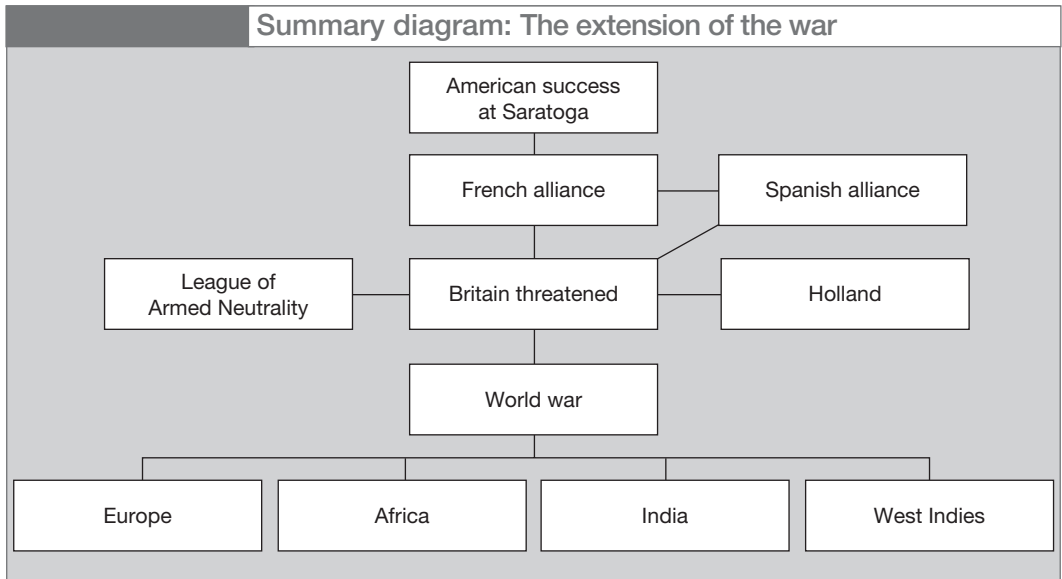 Summary diagram: The extension of the war
American success
at Saratoga
French alliance
Spanish alliance
League of
Armed Neutrality
Britain threatened
Holland
World war
Europe
Africa
India
West Indies